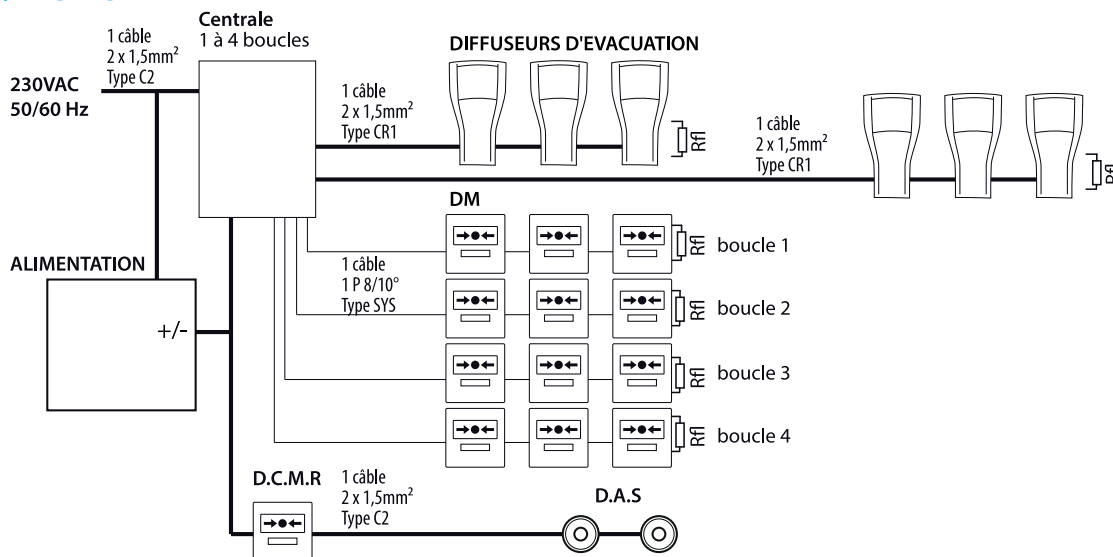 Centrale
1 à 4 boucles
1 câble
2 x 1,5mm²
Type C2
230VAC
50/60 Hz
DIFFUSEURS D'EVACUATION
1 câble
2 x 1,5mm²
Type CR1
Rfl
1 câble
2 x 1,5mm²
Type CR1
Rfl
DM
Rfl
boucle 1
ALIMENTATION
+/-
1 câble
1 P 8/10°
Type SYS
Rfl
boucle 2
Rfl
boucle 3
Rfl
boucle 4
D.C.M.R
1 câble
2 x 1,5mm²
Type C2
D.A.S